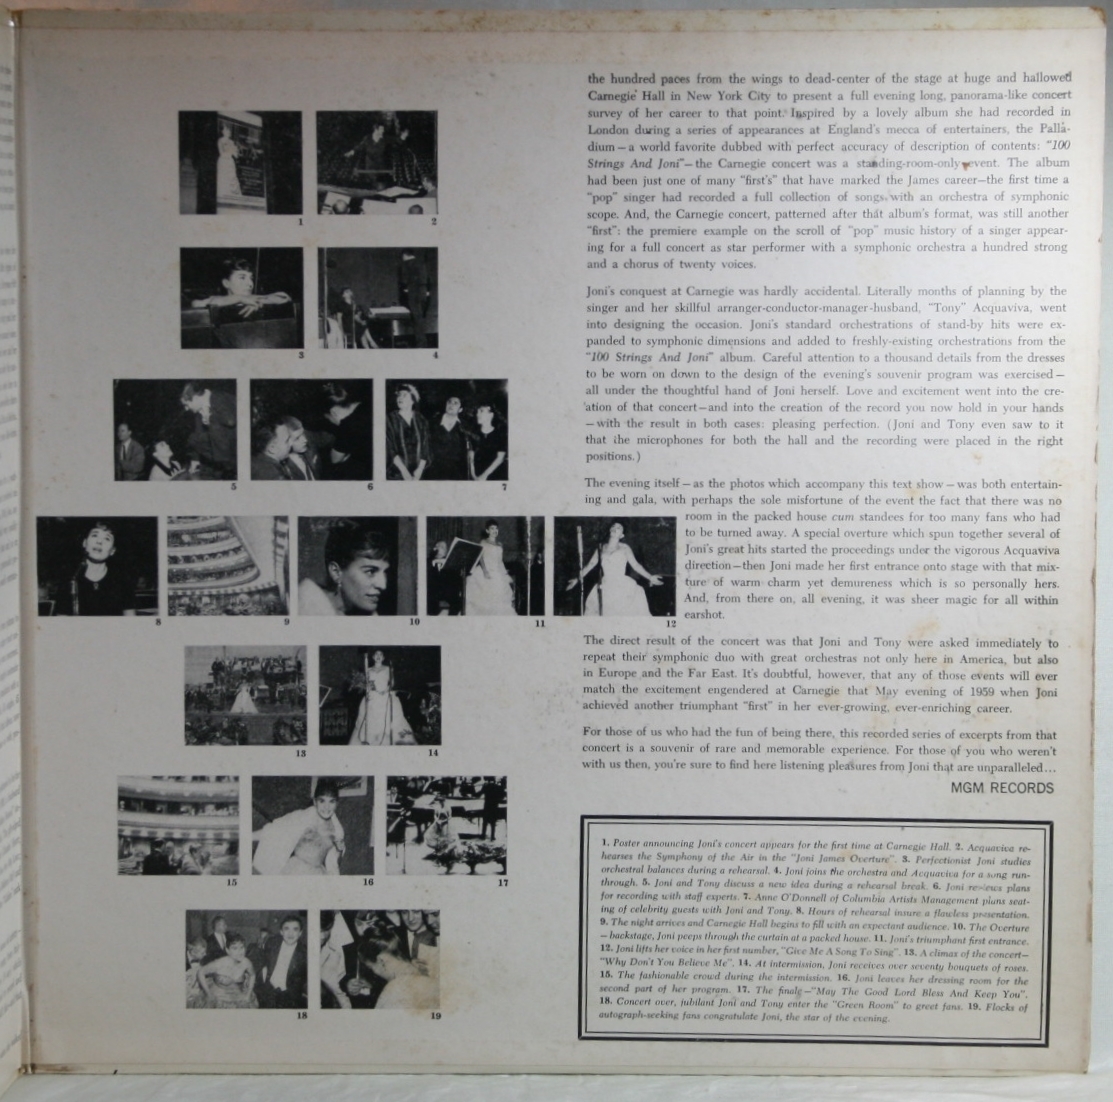 the hundred paces from the wings to dead-center of the stage at huge and hallowed
Carnegie Hall in New York City to present a full evening long, panorama-like concert
survey of her career to that point. Inspired by a lovely album she had recorded in
London during a series of appearances at England's mecca of entertainers, the Palla-
dium—a world favorite dubbed with perfect accuracy of description of contents: "100
Strings And Joni"—the Carnegie concert was a standing-room-only event. The album
had been just one of many "first's" that have marked the James career—the first time a
"pop" singer had recorded a full collection of songs with an orchestra of symphonic
scope. And, the Carnegie concert, patterned after that album's format, was still another
"first": the premiere example on the scroll of "pop" music history of a singer appear-
ing for a full concert as star performer with a symphonic orchestra a hundred strong
and a chorus of twenty voices.
Joni's conquest at Carnegie was hardly accidental. Literally months of planning by the
singer and her skillful arranger-conductor-manager-husband, "Tony" Acquaviva, went
into designing the occasion. Joni's standard orchestrations of stand-by hits were ex-
panded to symphonic dimensions and added to freshly-existing orchestrations from the
"100 Strings And Joni" album. Careful attention to a thousand details from the dresses
to be worn on down to the design of the evening's souvenir program was exercised—
all under the thoughtful hand of Joni herself. Love and excitement went into the cre-
ation of that concert—and into the creation of the record you now hold in your hands
—with the result in both cases: pleasing perfection. (Joni and Tony even saw to it
that the microphones for both the hall and the recording were placed in the right
positions.)
The evening itself—as the photos which accompany this text show—was both entertain-
ing and gala, with perhaps the sole misfortune of the event the fact that there was no
room in the packed house cum standees for too many fans who had
to be turned away. A special overture which spun together several of
Joni's great hits started the proceedings under the vigorous Acquaviva
direction—then Joni made her first entrance onto stage with that mix-
ture of warm charm yet demureness which is so personally hers.
And, from there on, all evening, it was sheer magic for all within
earshot.
The direct result of the concert was that Joni and Tony were asked immediately to
repeat their symphonic duo with great orchestras not only here in America, but also
in Europe and the Far East. It's doubtful, however, that any of those events will ever
match the excitement engendered at Carnegie that May evening of 1959 when Joni
achieved another triumphant "first" in her ever-growing, ever-enriching career.
For those of us who had the fun of being there, this recorded series of excerpts from that
concert is a souvenir of rare and memorable experience. For those of you who weren't
with us then, you're sure to find here listening pleasures from Joni that are unparalleled...
MGM RECORDS
1 2
3 4
5 6 7
8 9 10 11 12
13 14
15 16 17
18 19
1. Poster announcing Joni's concert appears for the first time at Carnegie Hall. 2. Acquaviva re-
hearses the Symphony of the Air in the "Joni James Overture". 3. Perfectionist Joni studies
orchestral balances during a rehearsal. 4. Joni joins the orchestra and Acquaviva for a song run-
through. 5. Joni and Tony discuss a new idea during a rehearsal break. 6. Joni reviews plans
for recording with staff experts. 7. Anne O'Donnell of Columbia Artists Management plans seat-
ing of celebrity guests with Joni and Tony. 8. Hours of rehearsal insure a flawless presentation.
9. The night arrives and Carnegie Hall begins to fill with an expectant audience. 10. The Overture
—backstage, Joni peeps through the curtain at a packed house. 11. Joni's triumphant first entrance.
12. Joni lifts her voice in her first number, "Give Me A Song To Sing". 13. A climax of the concert—
"Why Don't You Believe Me". 14. At intermission, Joni receives over seventy bouquets of roses.
15. The fashionable crowd during the intermission. 16. Joni leaves her dressing room for the
second part of her program. 17. The finale—"May The Good Lord Bless And Keep You".
18. Concert over, jubilant Joni and Tony enter the "Green Room" to greet fans. 19. Flocks of
autograph-seeking fans congratulate Joni, the star of the evening.